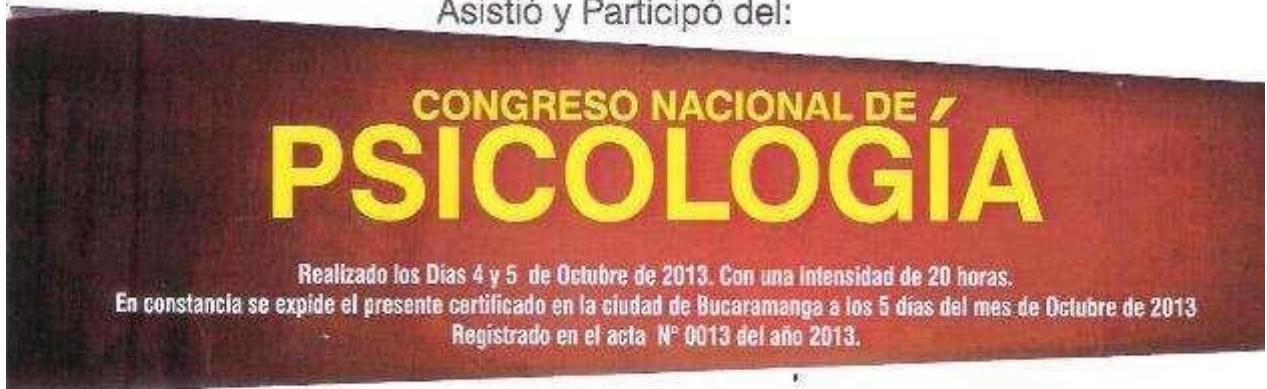 Asistió y Participó del:
CONGRESO NACIONAL DE
PSICOLOGÍA
Realizado los Días 4 y 5 de Octubre de 2013. Con una intensidad de 20 horas.
En constancia se expide el presente certificado en la ciudad de Bucaramanga a los 5 días del mes de Octubre de 2013
Registrado en el acta N° 0013 del año 2013.